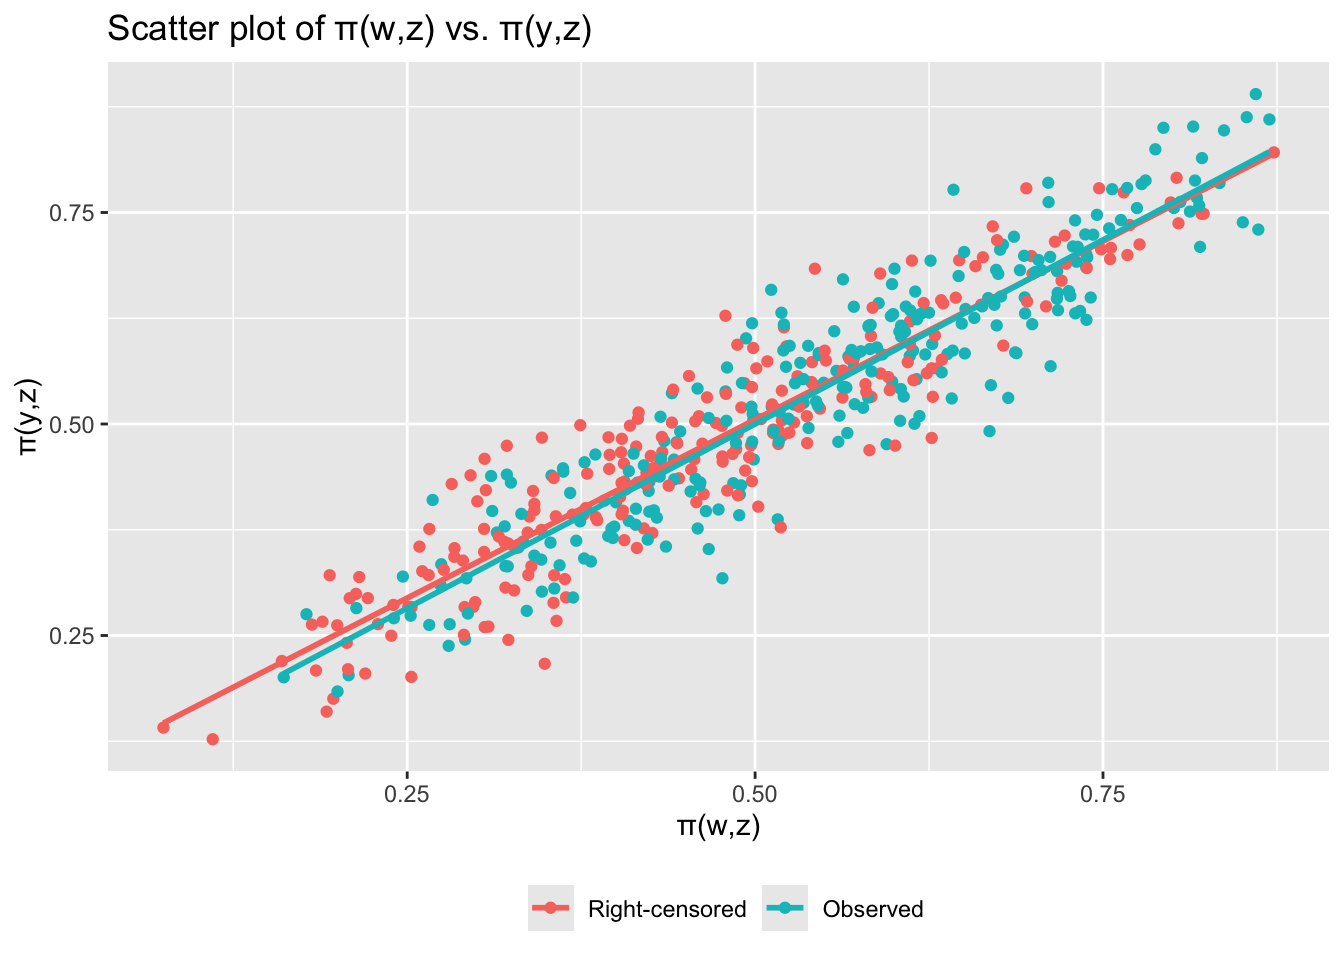 Scatter plot of π(w,z) vs. π(y,z)
0.75
0.50
0.25
π(y,z)
0.25 0.50 0.75
π(w,z)
Right-censored Observed